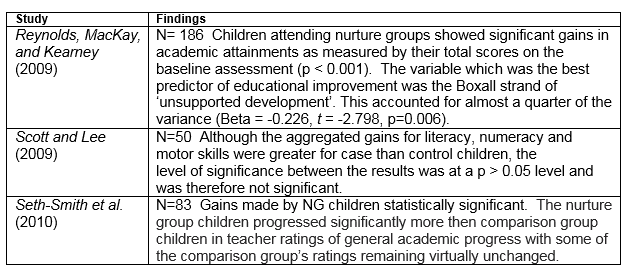 Study Findings
Reynolds, MacKay, N= 186 Children attending nurture groups showed significant gains in
and Kearney academic attainments as measured by their total scores on the
(2009) baseline assessment (p < 0.001). The variable which was the best
predictor of educational improvement was the Boxall strand of
‘unsupported development’. This accounted for almost a quarter of the
variance (Beta = -0.226, t = -2.798, p=0.006).
Scott and Lee N=50 Although the aggregated gains for literacy, numeracy and
(2009) motor skills were greater for case than control children, the
level of significance between the results was at a p > 0.05 level and
was therefore not significant.
Seth-Smith et al. N=83 Gains made by NG children statistically significant. The nurture
(2010) group children progressed significantly more then comparison group
children in teacher ratings of general academic progress with some of
the comparison group’s ratings remaining virtually unchanged.